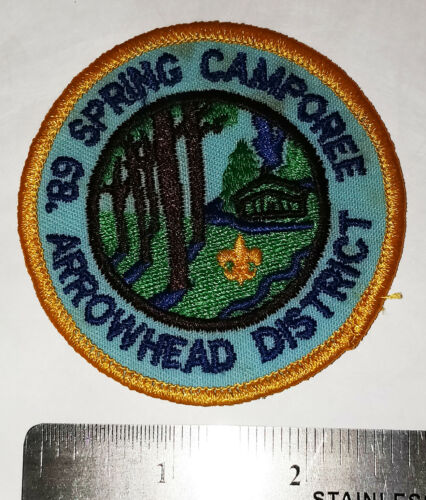 '89 SPRING CAMPOREE
ARROWHEAD DISTRICT
1 2
STAINLES